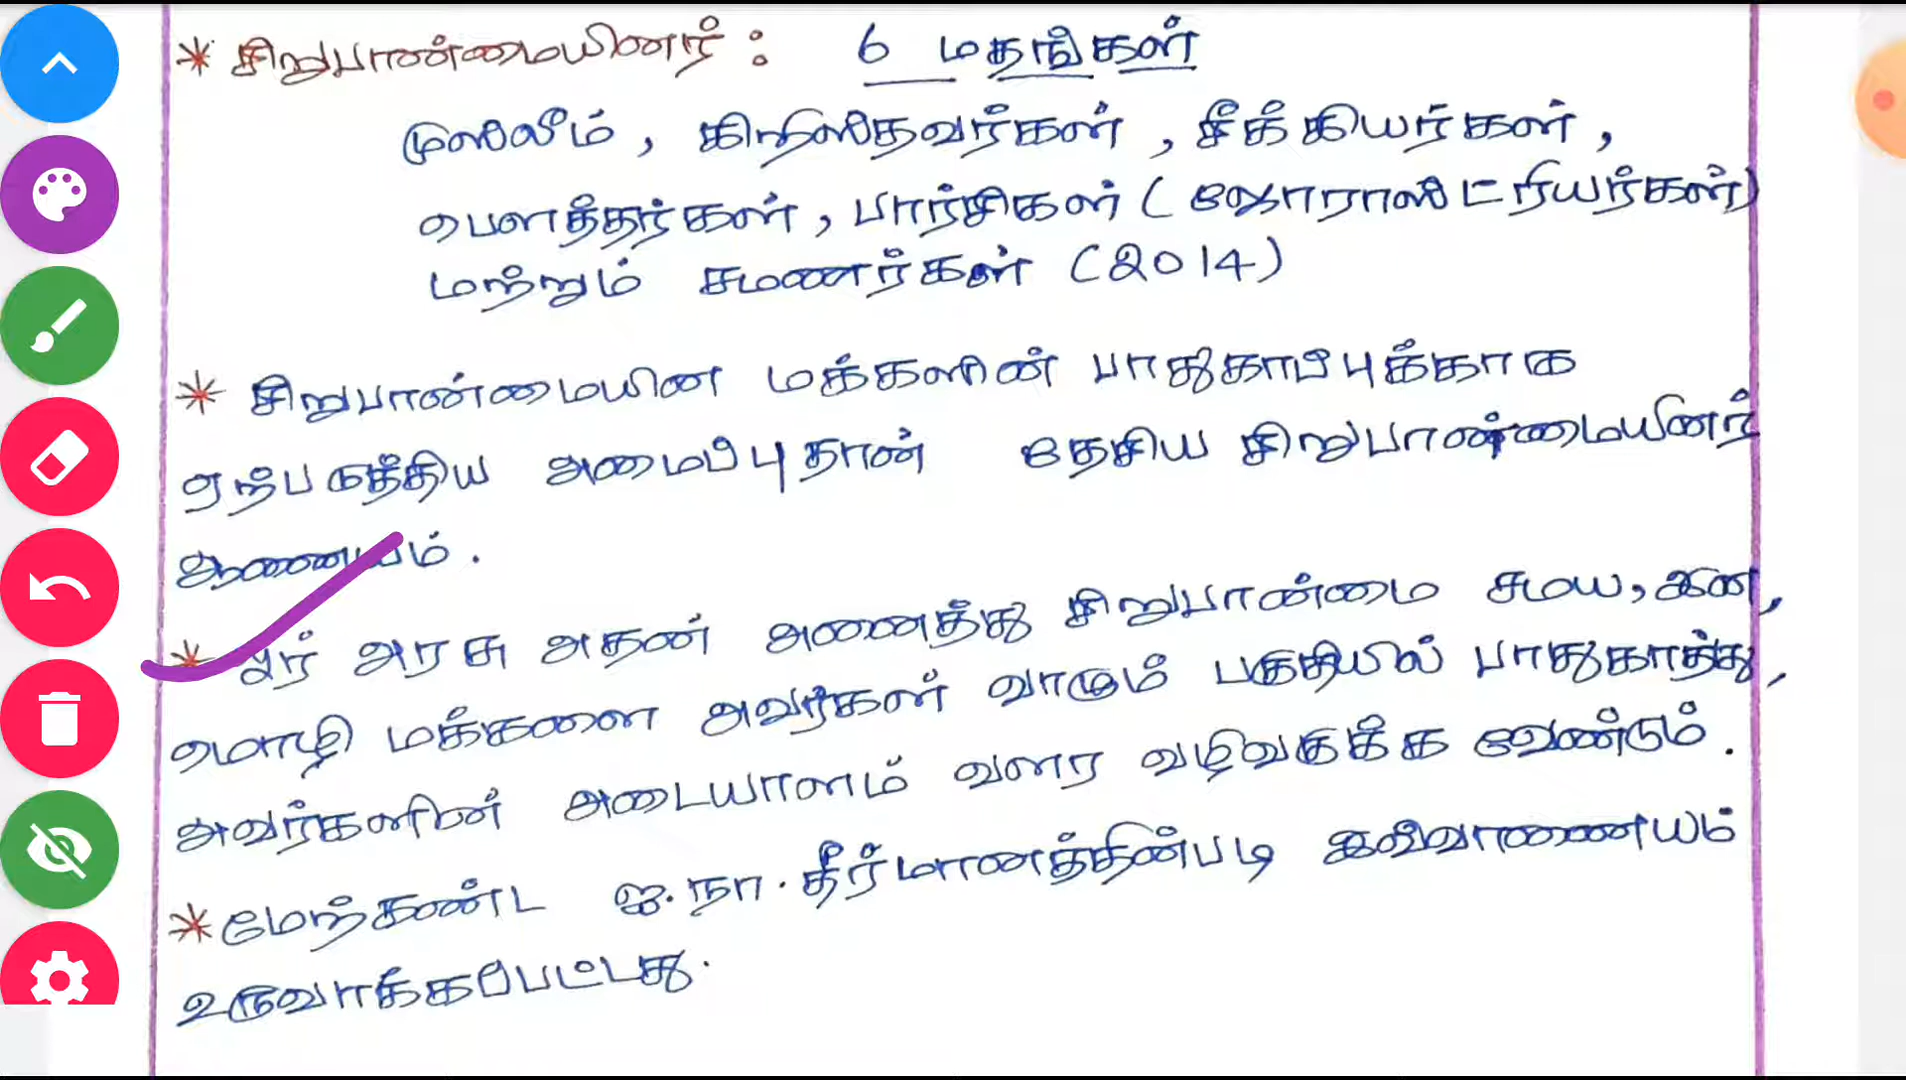 * சிறுபான்மையினர் : 6 மதங்கள்
முஸ்லீம் , கிறிஸ்தவர்கள் , சீக்கியர்கள் ,
பௌத்தர்கள் , பார்சிகள் ( ஜோராஸ்ட்ரியர்கள் )
மற்றும் சமணர்கள் ( 2014 )
* சிறுபான்மையின மக்களின் பாதுகாப்புக்காக
ஏற்படுத்திய அமைப்புதான் தேசிய சிறுபான்மையினர்
ஆணையம் .
* ஓர் அரசு அதன் அனைத்து சிறுபான்மை சமய , இன ,
மொழி மக்களை அவர்கள் வாழும் பகுதியில் பாதுகாத்து ,
அவர்களின் அடையாளம் வளர வழிவகுக்க வேண்டும் .
* மேற்கண்ட ஐ . நா . தீர்மானத்தின்படி இவ்வாணையம்
உருவாக்கப்பட்டது .